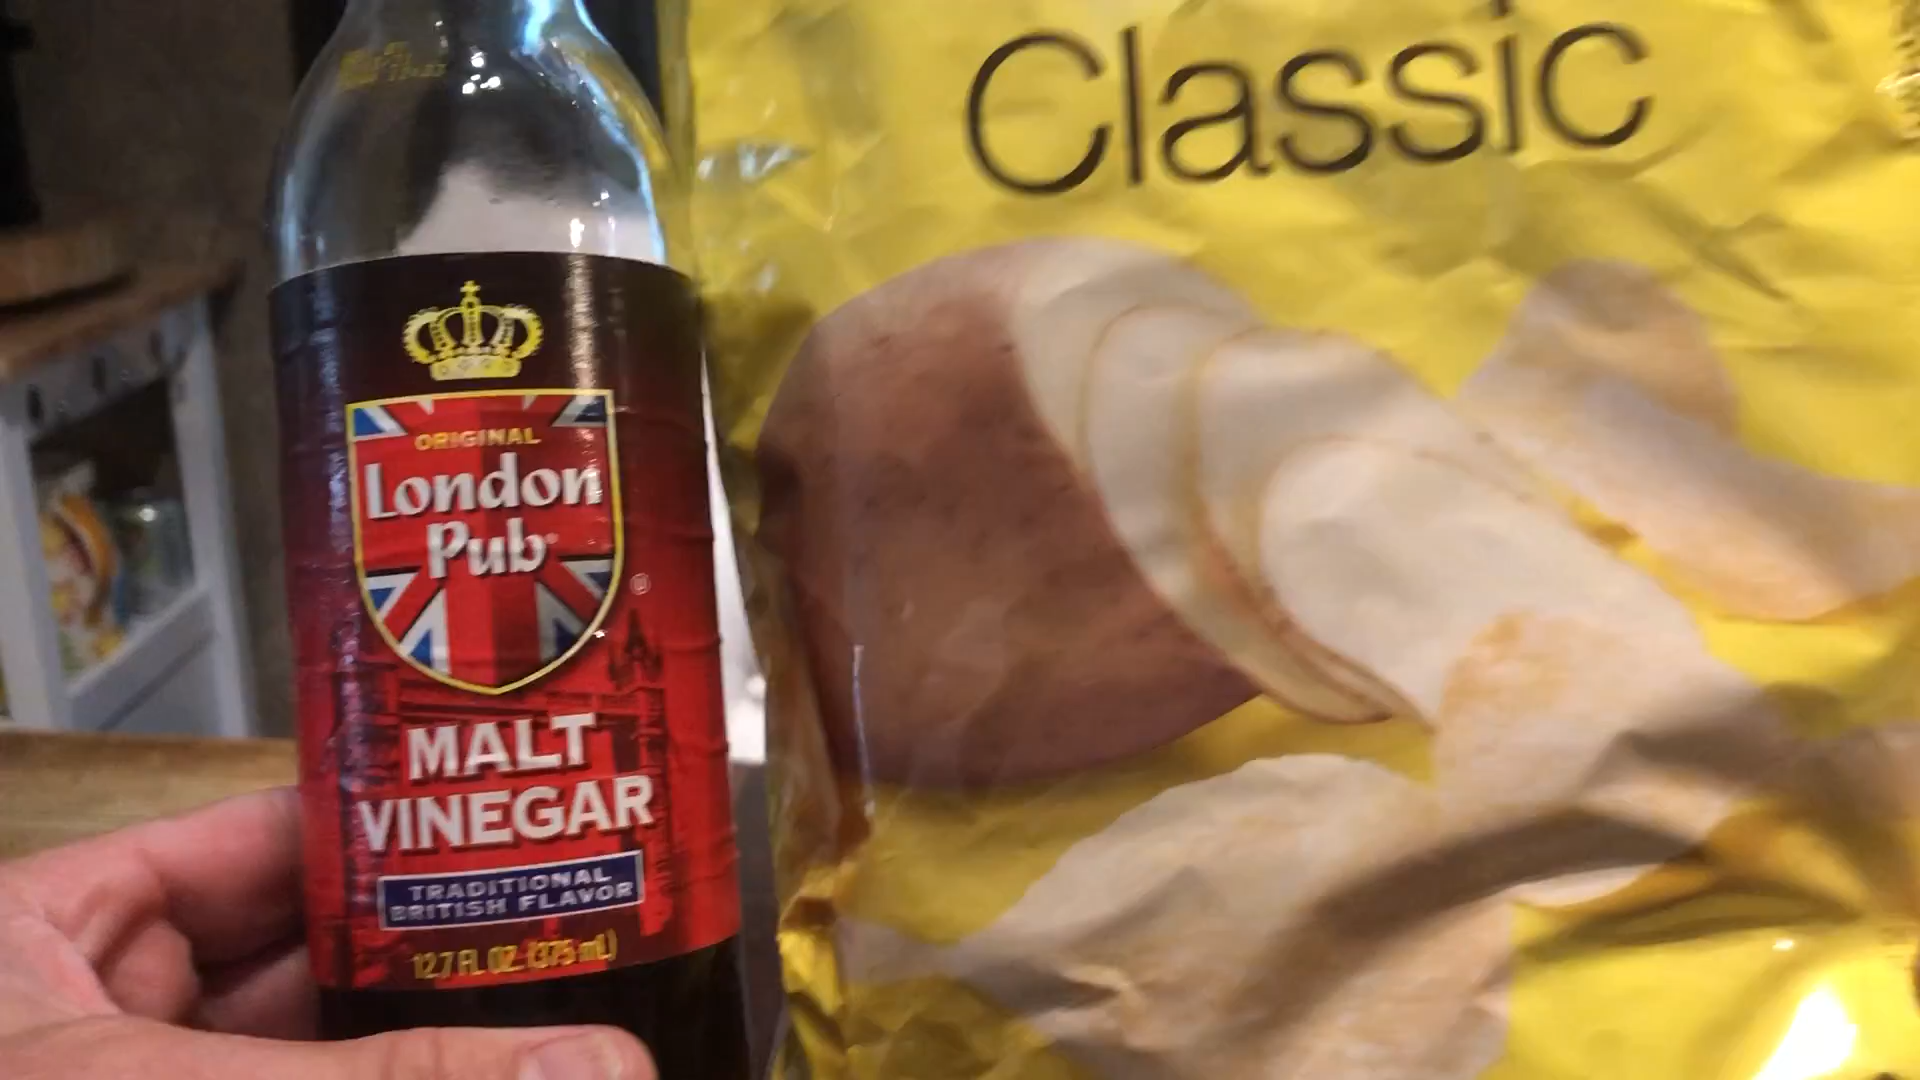 ORIGINAL
London
Pub
MALT
VINEGAR
TRADITIONAL
BRITISH FLAVOR
12.7 FL OZ. (375 mL)
Classic